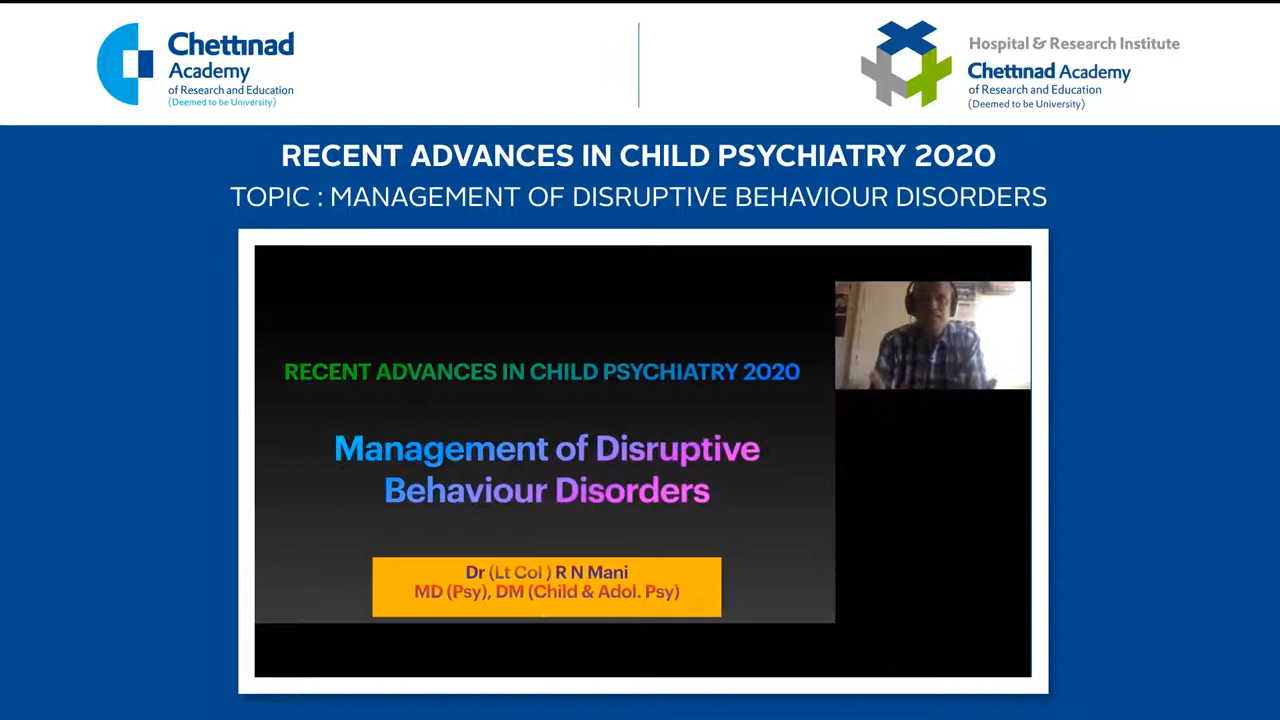 Chettinad
Academy
of Research and Education
(Deemed to be University)
Hospital & Research Institute
Chettinad Academy
of Research and Education
(Deemed to be University)
RECENT ADVANCES IN CHILD PSYCHIATRY 2020
TOPIC : MANAGEMENT OF DISRUPTIVE BEHAVIOUR DISORDERS
RECENT ADVANCES IN CHILD PSYCHIATRY 2020
Management of Disruptive
Behaviour Disorders
Dr (Lt Col ) R N Mani
MD (Psy), DM (Child & Adol. Psy)